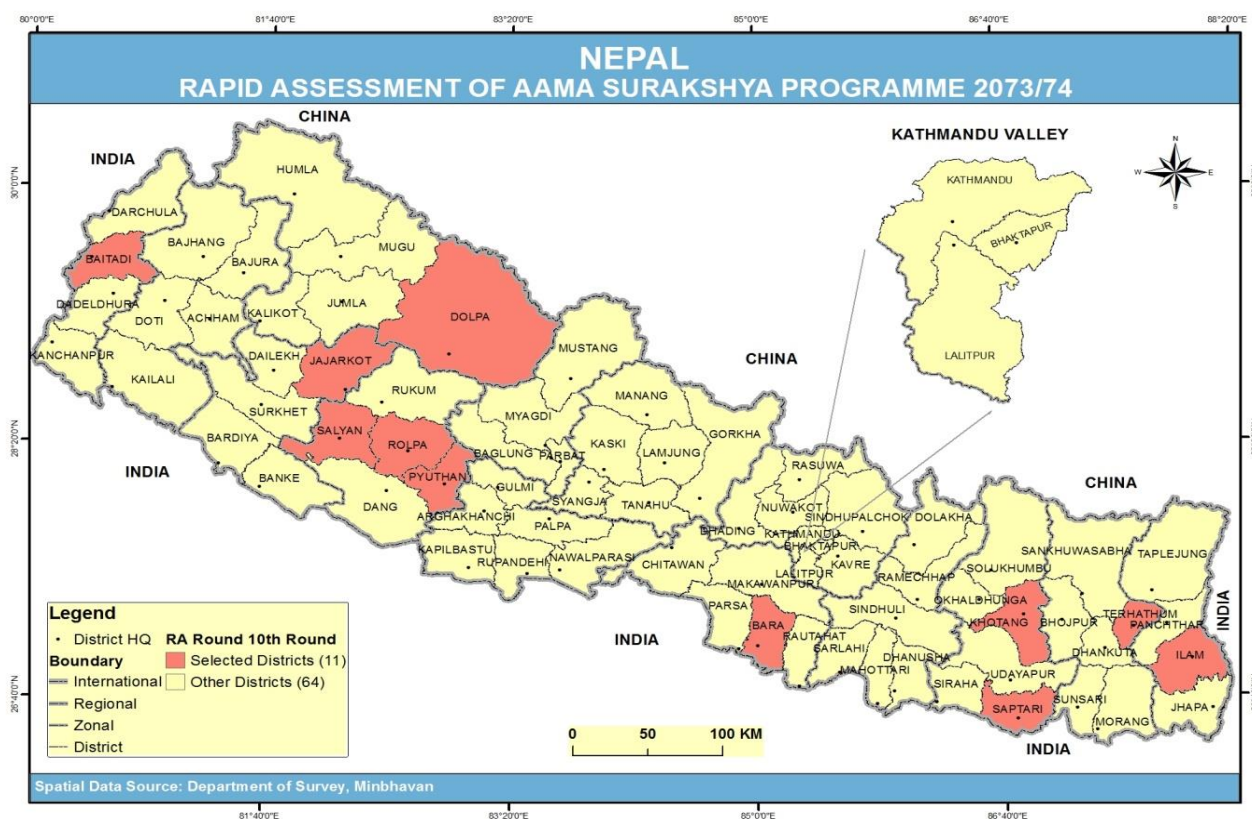 80°0'0"E
81°40'0"E
83°20'0"E
85°0'0"E
86°40'0"E
88°20'0"E
NEPAL
RAPID ASSESSMENT OF AAMA SURAKSHYA PROGRAMME 2073/74
CHINA
INDIA
KATHMANDU VALLEY
N
W
E
S
30°0'0"N
HUMLA
KATHMANDU
DARCHULA
BAJHANG
MUGU
BHAKTAPUR
BAITADI
BAJURA
DADELDHURA
JUMLA
DOTI
ACHHAM
KALIKOT
DOLPA
KANCHANPUR
DAILEKH
JAJARKOT
MUSTANG
CHINA
LALITPUR
KAILALI
RUKUM
MANANG
SURKHET
MYAGDI
GORKHA
28°20'0"N
BARDIYA
SALYAN
ROLPA
KASKI
BAGLUNG
PARBAT
LAMJUNG
INDIA
BANKE
PYUTHAN
RASUWA
GULMI
SYANGJA
TANAHU
CHINA
DANG
NUWAKOT
ARGHAKHANCHI
SINDHUPALCHOK
DOLAKHA
PALPA
DHADING
KATHMANDU
BHAKTAPUR
KAPILBASTU
RUPANDEHI
NAWALPARASI
CHITAWAN
KAVRE
SANKHUWASABHA
TAPLEJUNG
LALITPUR
RAMECHHAP
SOLUKHUMBU
MAKAWANPUR
OKHALDHUNGA
PARSA
SINDHULI
TERHATHUM
INDIA
BARA
KHOTANG
BHOJPUR
PANCHTHAR
INDIA
RAUTAHAT
SARLAHI
DHANKUTA
DHANUSHA
ILAM
MAHOTTARI
SIRAHA
UDAYAPUR
26°40'0"N
SUNSARI
SAPTARI
JHAPA
MORANG
INDIA
Legend
District HQ
Boundary
International
Regional
Zonal
District
RA Round 10th Round
Selected Districts (11)
Other Districts (64)
0 50 100 KM
Spatial Data Source: Department of Survey, Minbhavan
81°40'0"E
83°20'0"E
85°0'0"E
86°40'0"E